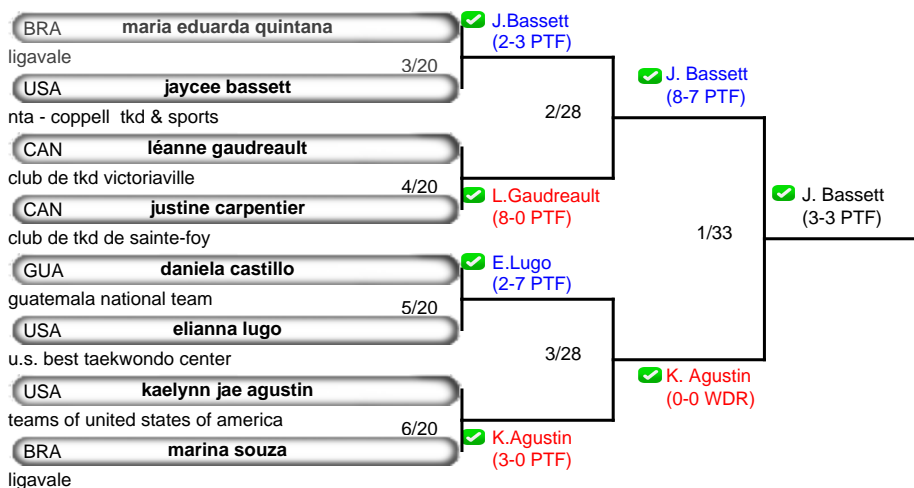 BRA maria eduarda quintana
ligavale
3/20
USA jaycee bassett
nta - coppell tkd & sports
J.Bassett
(2-3 PTF)
CAN léanne gaudreault
club de tkd victoriaville
4/20
CAN justine carpentier
club de tkd de sainte-foy
L.Gaudreault
(8-0 PTF)
2/28
J. Bassett
(8-7 PTF)
GUA daniela castillo
guatemala national team
5/20
USA elianna lugo
u.s. best taekwondo center
E.Lugo
(2-7 PTF)
USA kaelynn jae agustin
teams of united states of america
6/20
BRA marina souza
ligavale
K.Agustin
(3-0 PTF)
3/28
K. Agustin
(0-0 WDR)
1/33
J. Bassett
(3-3 PTF)